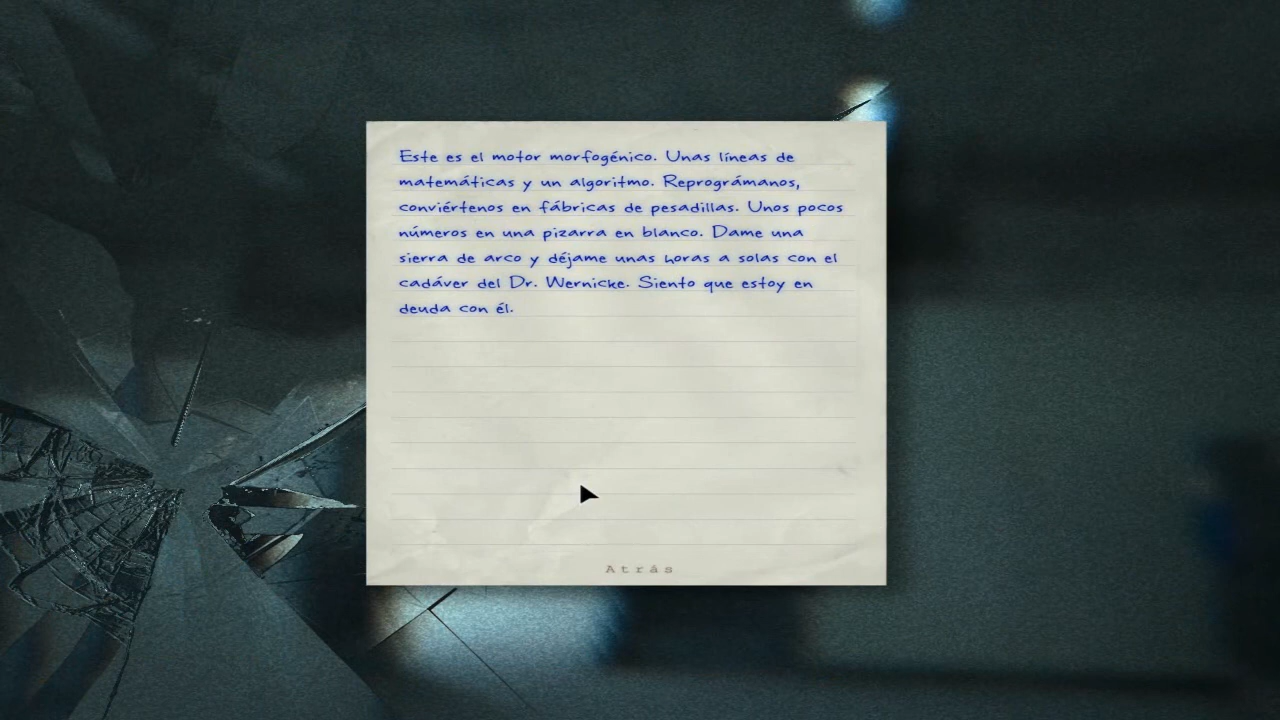 Este es el motor morfogénico. Unas líneas de
matemáticas y un algoritmo. Reprográmanos,
conviértenos en fábricas de pesadillas. Unos pocos
números en una pizarra en blanco. Dame una
sierra de arco y déjame unas horas a solas con el
cadáver del Dr. Wernicke. Siento que estoy en
deuda con él.
Atrás